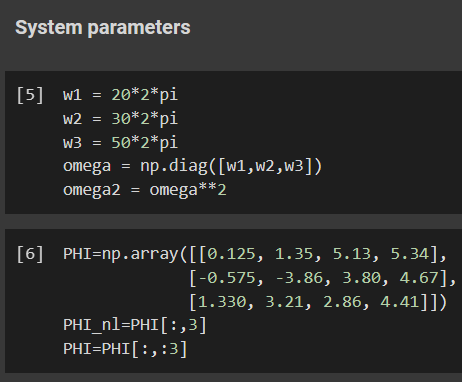 System parameters
[5] w1 = 20*2*pi
w2 = 30*2*pi
w3 = 50*2*pi
omega = np.diag([w1,w2,w3])
omega2 = omega**2
[6] PHI=np.array([[0.125, 1.35, 5.13, 5.34],
[-0.575, -3.86, 3.80, 4.67],
[1.330, 3.21, 2.86, 4.41]])
PHI_nl=PHI[:,3]
PHI=PHI[:,:3]